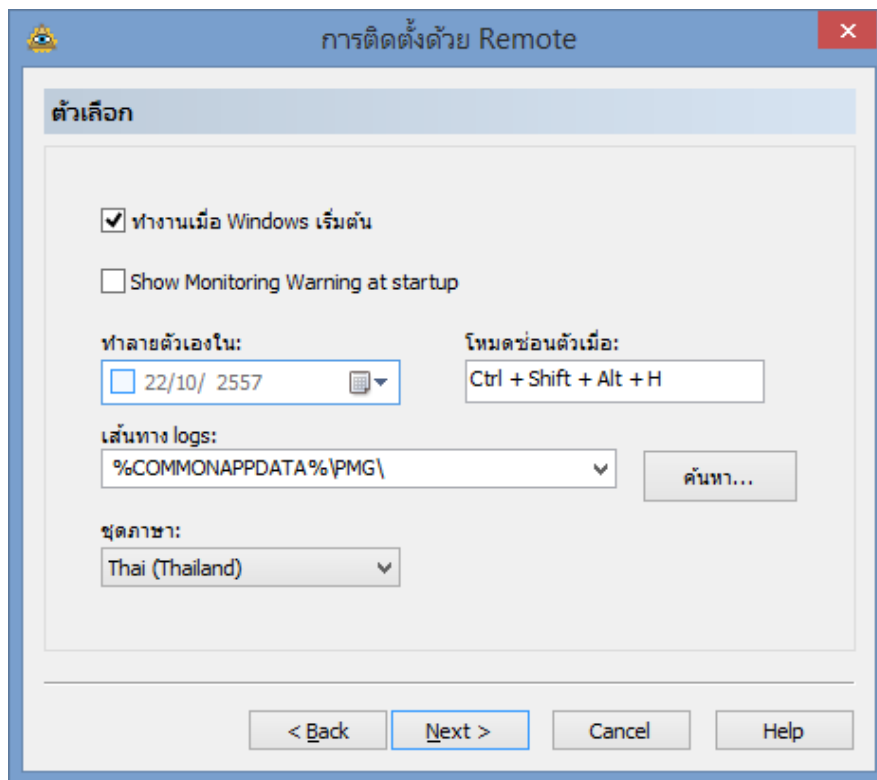 การติดตั้งด้วย Remote
ตัวเลือก
ทำงานเมื่อ Windows เริ่มต้น
Show Monitoring Warning at startup
ทำลายตัวเองใน:
โหมดซ่อนตัวเมื่อ:
22/10/ 2557
Ctrl + Shift + Alt + H
เส้นทาง logs:
%COMMONAPPDATA%\PMG\
ค้นหา...
ชุดภาษา:
Thai (Thailand)
< Back
Next >
Cancel
Help